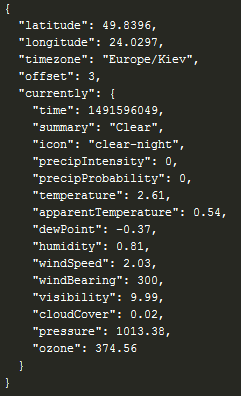 {
  "latitude": 49.8396,
  "longitude": 24.0297,
  "timezone": "Europe/Kiev",
  "offset": 3,
  "currently": {
    "time": 1491596049,
    "summary": "Clear",
    "icon": "clear-night",
    "precipIntensity": 0,
    "precipProbability": 0,
    "temperature": 2.61,
    "apparentTemperature": 0.54,
    "dewPoint": -0.37,
    "humidity": 0.81,
    "windSpeed": 2.03,
    "windBearing": 300,
    "visibility": 9.99,
    "cloudCover": 0.02,
    "pressure": 1013.38,
    "ozone": 374.56
  }
}